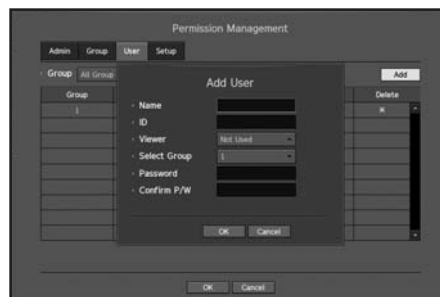 Permission Management
Admin Group User Setup
Group All Group Add
Group Delete
1
Add User
Name
ID
Viewer Not Used
Select Group 1
Password
Confirm P/W
OK Cancel
OK Cancel